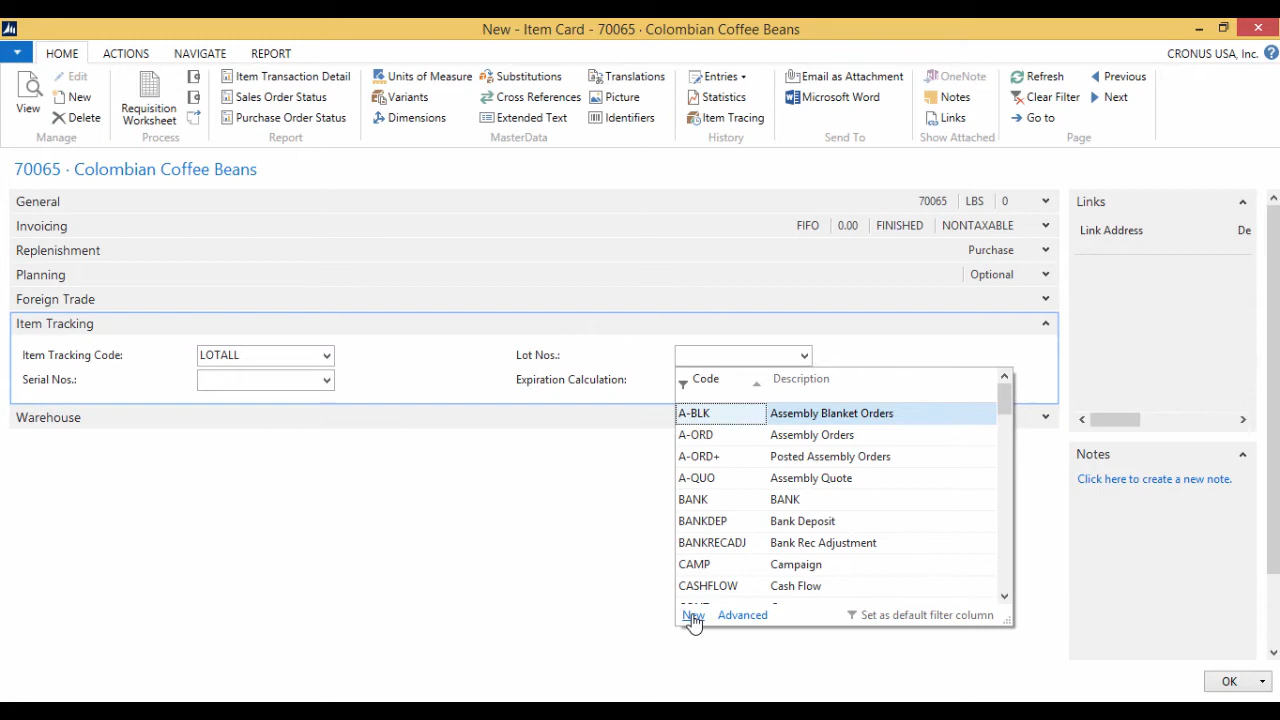 New - Item Card - 70065 · Colombian Coffee Beans
HOME ACTIONS NAVIGATE REPORT CRONUS USA, Inc.
View
Edit
New
Delete
Manage
Requisition Worksheet
Process
Item Transaction Detail
Sales Order Status
Purchase Order Status
Report
Units of Measure
Variants
Dimensions
Substitutions
Cross References
Extended Text
Translations
Picture
Identifiers
MasterData
Entries
Statistics
Item Tracing
History
Email as Attachment
Microsoft Word
Send To
OneNote
Notes
Links
Show Attached
Refresh
Clear Filter
Go to
Previous
Next
Page
70065 · Colombian Coffee Beans
General 70065 LBS 0
Invoicing FIFO 0.00 FINISHED NONTAXABLE
Replenishment Purchase
Planning Optional
Foreign Trade
Item Tracking
Item Tracking Code: LOTALL Lot Nos.:
Serial Nos.: Expiration Calculation:
Warehouse
Code Description
A-BLK Assembly Blanket Orders
A-ORD Assembly Orders
A-ORD+ Posted Assembly Orders
A-QUO Assembly Quote
BANK BANK
BANKDEP Bank Deposit
BANKRECADJ Bank Rec Adjustment
CAMP Campaign
CASHFLOW Cash Flow
New Advanced Set as default filter column
Links
Link Address De
Notes
Click here to create a new note.
OK